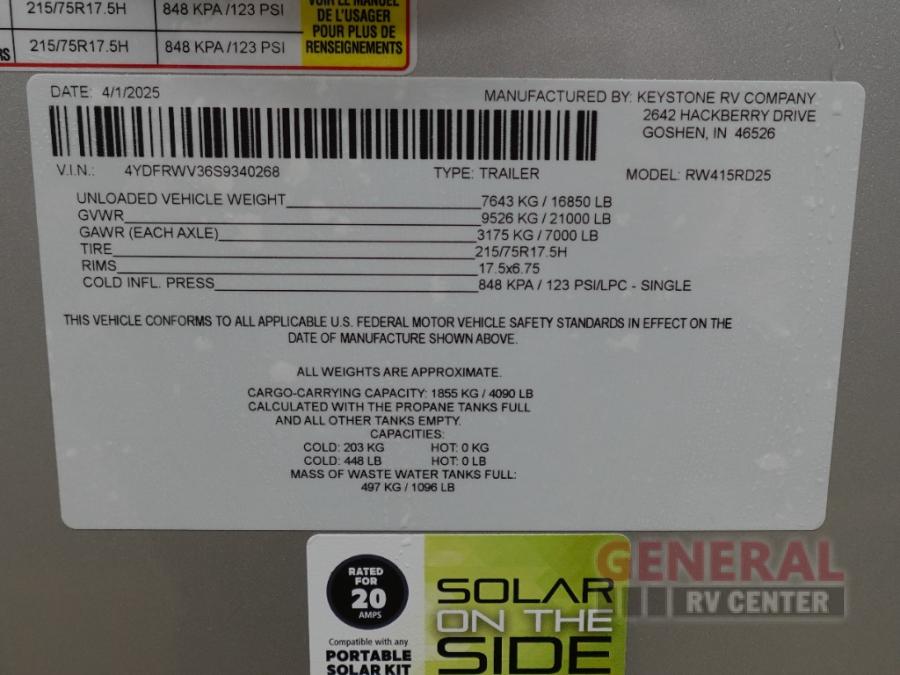 215/75R17.5H 848 KPA /123 PSI
VOIR LE MANUEL
DE L'USAGER
POUR PLUS DE
RENSEIGNEMENTS
RS 215/75R17.5H 848 KPA /123 PSI
DATE: 4/1/2025 MANUFACTURED BY: KEYSTONE RV COMPANY
2642 HACKBERRY DRIVE
GOSHEN, IN 46526
V.I.N.: 4YDFRWV36S9340268 TYPE: TRAILER MODEL: RW415RD25
UNLOADED VEHICLE WEIGHT 7643 KG / 16850 LB
GVWR 9526 KG / 21000 LB
GAWR (EACH AXLE) 3175 KG / 7000 LB
TIRE 215/75R17.5H
RIMS 17.5x6.75
COLD INFL. PRESS 848 KPA / 123 PSI/LPC - SINGLE
THIS VEHICLE CONFORMS TO ALL APPLICABLE U.S. FEDERAL MOTOR VEHICLE SAFETY STANDARDS IN EFFECT ON THE
DATE OF MANUFACTURE SHOWN ABOVE.
ALL WEIGHTS ARE APPROXIMATE.
CARGO-CARRYING CAPACITY: 1855 KG / 4090 LB
CALCULATED WITH THE PROPANE TANKS FULL
AND ALL OTHER TANKS EMPTY.
CAPACITIES:
COLD: 203 KG HOT: 0 KG
COLD: 448 LB HOT: 0 LB
MASS OF WASTE WATER TANKS FULL:
497 KG / 1096 LB
RATED
FOR
20
AMPS
Compatible with any
PORTABLE
SOLAR KIT
SOLAR
ON THE
SIDE
GENERAL
RV CENTER